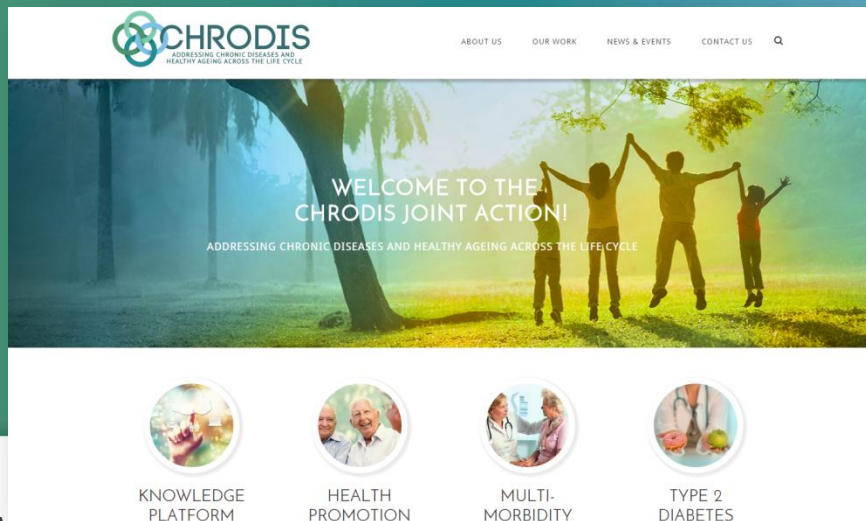 CHRODIS
ADDRESSING CHRONIC DISEASES AND
HEALTHY AGEING ACROSS THE LIFE CYCLE
ABOUT US OUR WORK NEWS & EVENTS CONTACT US
WELCOME TO THE
CHRODIS JOINT ACTION!
ADDRESSING CHRONIC DISEASES AND HEALTHY AGEING ACROSS THE LIFE CYCLE
KNOWLEDGE
PLATFORM
HEALTH
PROMOTION
MULTI-
MORBIDITY
TYPE 2
DIABETES